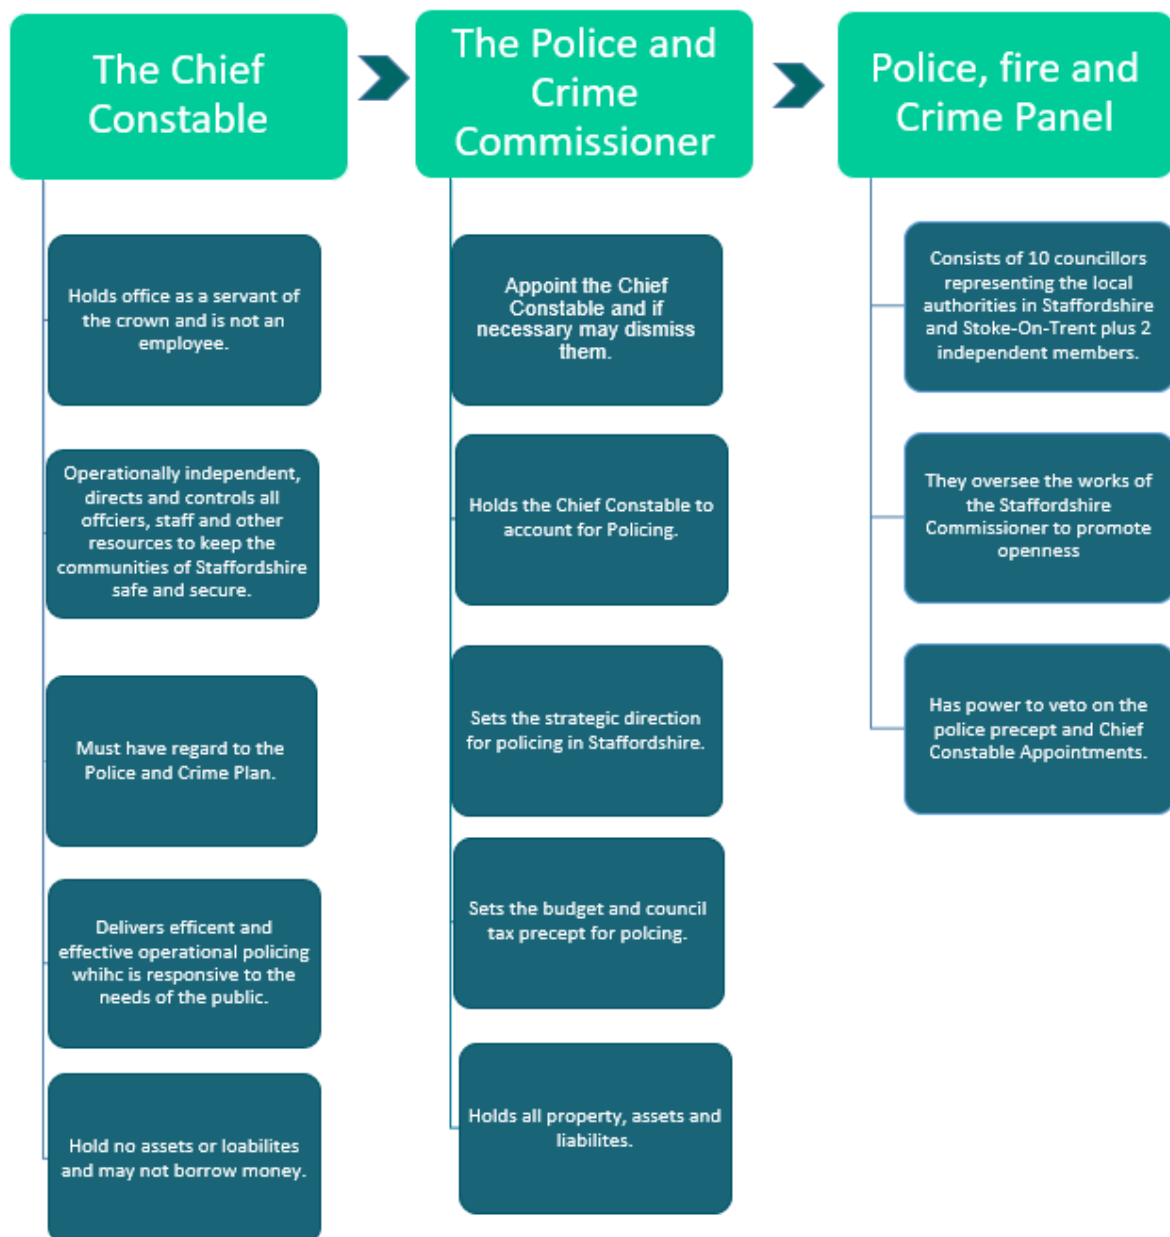 The Chief
Constable
Holds office as a servant of
the crown and is not an
employee.
Operationally independent,
directs and controls all
offciers, staff and other
resources to keep the
communities of Staffordshire
safe and secure.
Must have regard to the
Police and Crime Plan.
Delivers efficent and
effective operational policing
whihc is responsive to the
needs of the public.
Hold no assets or loabilites
and may not borrow money.
The Police and
Crime
Commissioner
Appoint the Chief
Constable and if
necessary may dismiss
them.
Holds the Chief Constable to
account for Policing.
Sets the strategic direction
for policing in Staffordshire.
Sets the budget and council
tax precept for polcing.
Holds all property, assets and
liabilites.
Police, fire and
Crime Panel
Consists of 10 councillors
representing the local
authorities in Staffordshire
and Stoke-On-Trent plus 2
independent members.
They oversee the works of
the Staffordshire
Commissioner to promote
openness
Has power to veto on the
police precept and Chief
Constable Appointments.